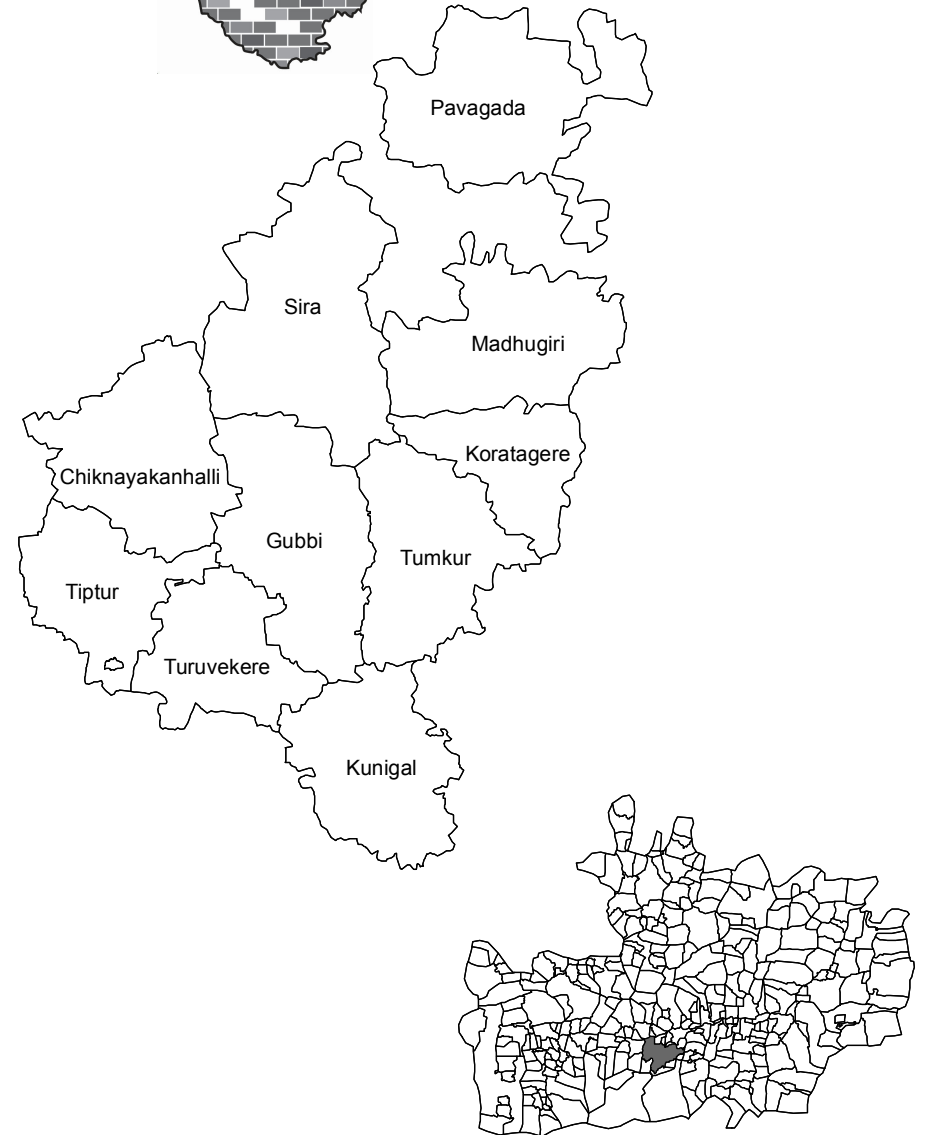 Pavagada
Sira
Madhugiri
Koratagere
Chiknayakanhalli
Gubbi
Tumkur
Tiptur
Turuvekere
Kunigal